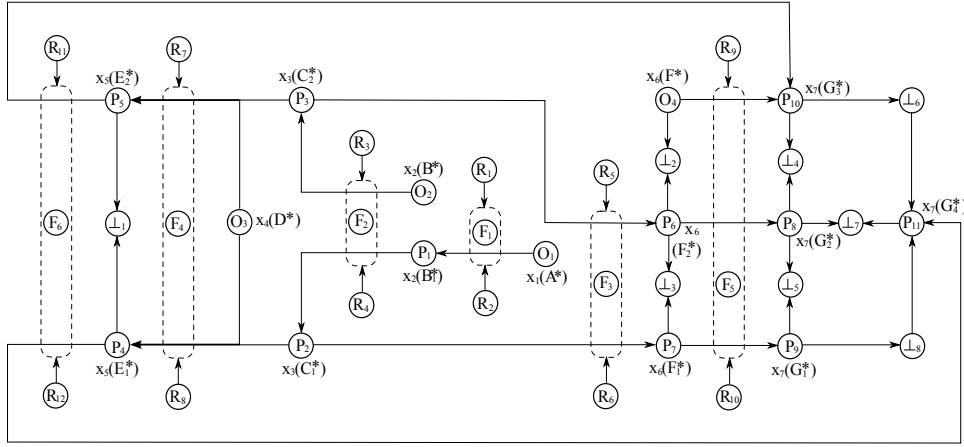 R₁₁ R₇ R₉
x₅(E₂*) x₃(C₂*) x₆(F*) x₇(G₃*)
P₅ P₃ O₄ P₁₀ ⊥₆
R₃ R₁ R₅
x₂(B*) ⊥₂ ⊥₄
O₂
F₆ ⊥₁ F₄ O₃ x₄(D*) F₂ F₁ P₆ x₆ P₈ ⊥₇ P₁₁ x₇(G₄*)
(F₂*) x₇(G₂*)
P₁ O₁
x₂(B₁*) x₁(A*)
R₄ R₂ F₃ ⊥₃ F₅ ⊥₅
P₄ P₂ P₇ P₉ ⊥₈
x₅(E₁*) x₃(C₁*) x₆(F₁*) x₇(G₁*)
R₁₂ R₈ R₆ R₁₀